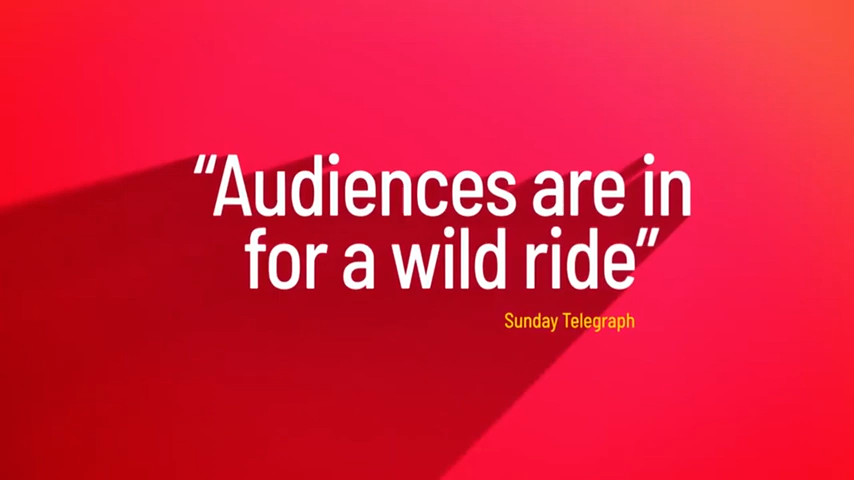 “Audiences are in
for a wild ride”
Sunday Telegraph